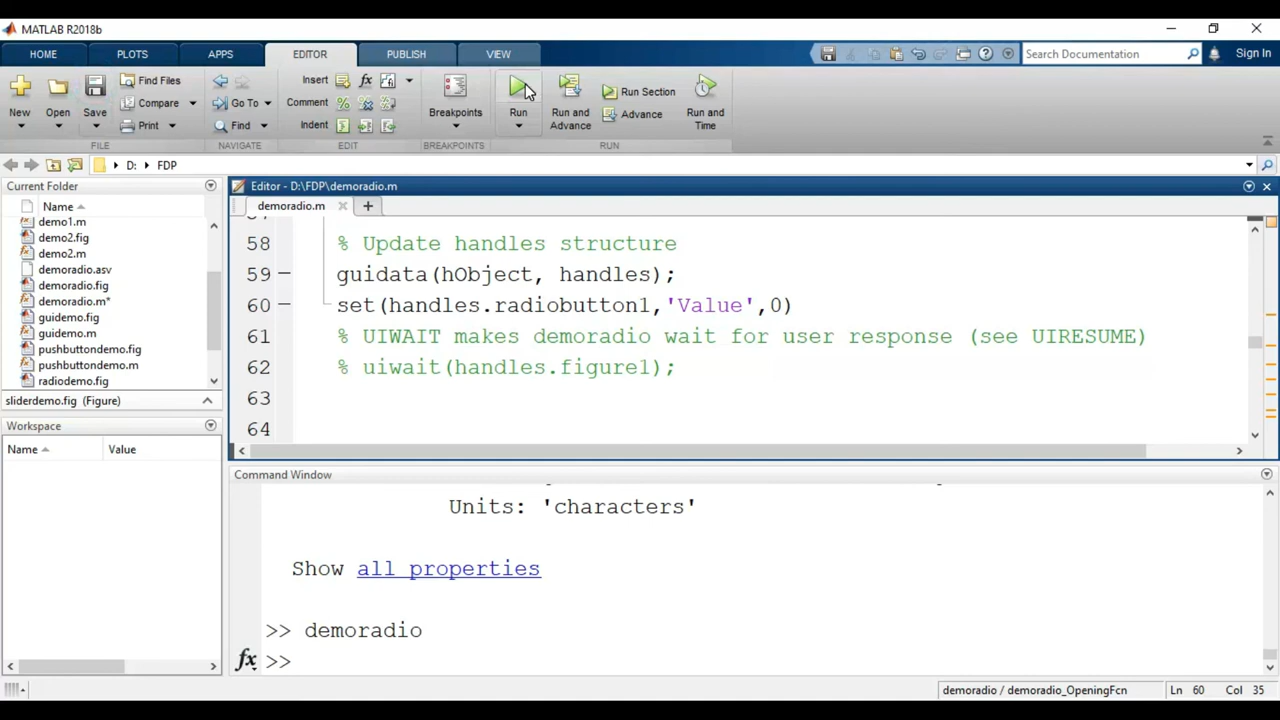 MATLAB R2018b
HOME PLOTS APPS EDITOR PUBLISH VIEW Search Documentation Sign In
New Open Save Find Files Compare Print Go To Find Insert Comment Indent fx Breakpoints Run Run and Advance Run Section Advance Run and Time
FILE NAVIGATE EDIT BREAKPOINTS RUN
D: FDP
Current Folder
Name
demo1.m
demo2.fig
demo2.m
demoradio.asv
demoradio.fig
demoradio.m*
guidemo.fig
guidemo.m
pushbuttondemo.fig
pushbuttondemo.m
radiodemo.fig
sliderdemo.fig (Figure)
Workspace
Name Value
Editor - D:\FDP\demoradio.m
demoradio.m
58 % Update handles structure
59 guidata(hObject, handles);
60 set(handles.radiobutton1,'Value',0)
61 % UIWAIT makes demoradio wait for user response (see UIRESUME)
62 % uiwait(handles.figure1);
63
64
Command Window
Units: 'characters'
Show all properties
>> demoradio
fx >>
demoradio / demoradio_OpeningFcn Ln 60 Col 35